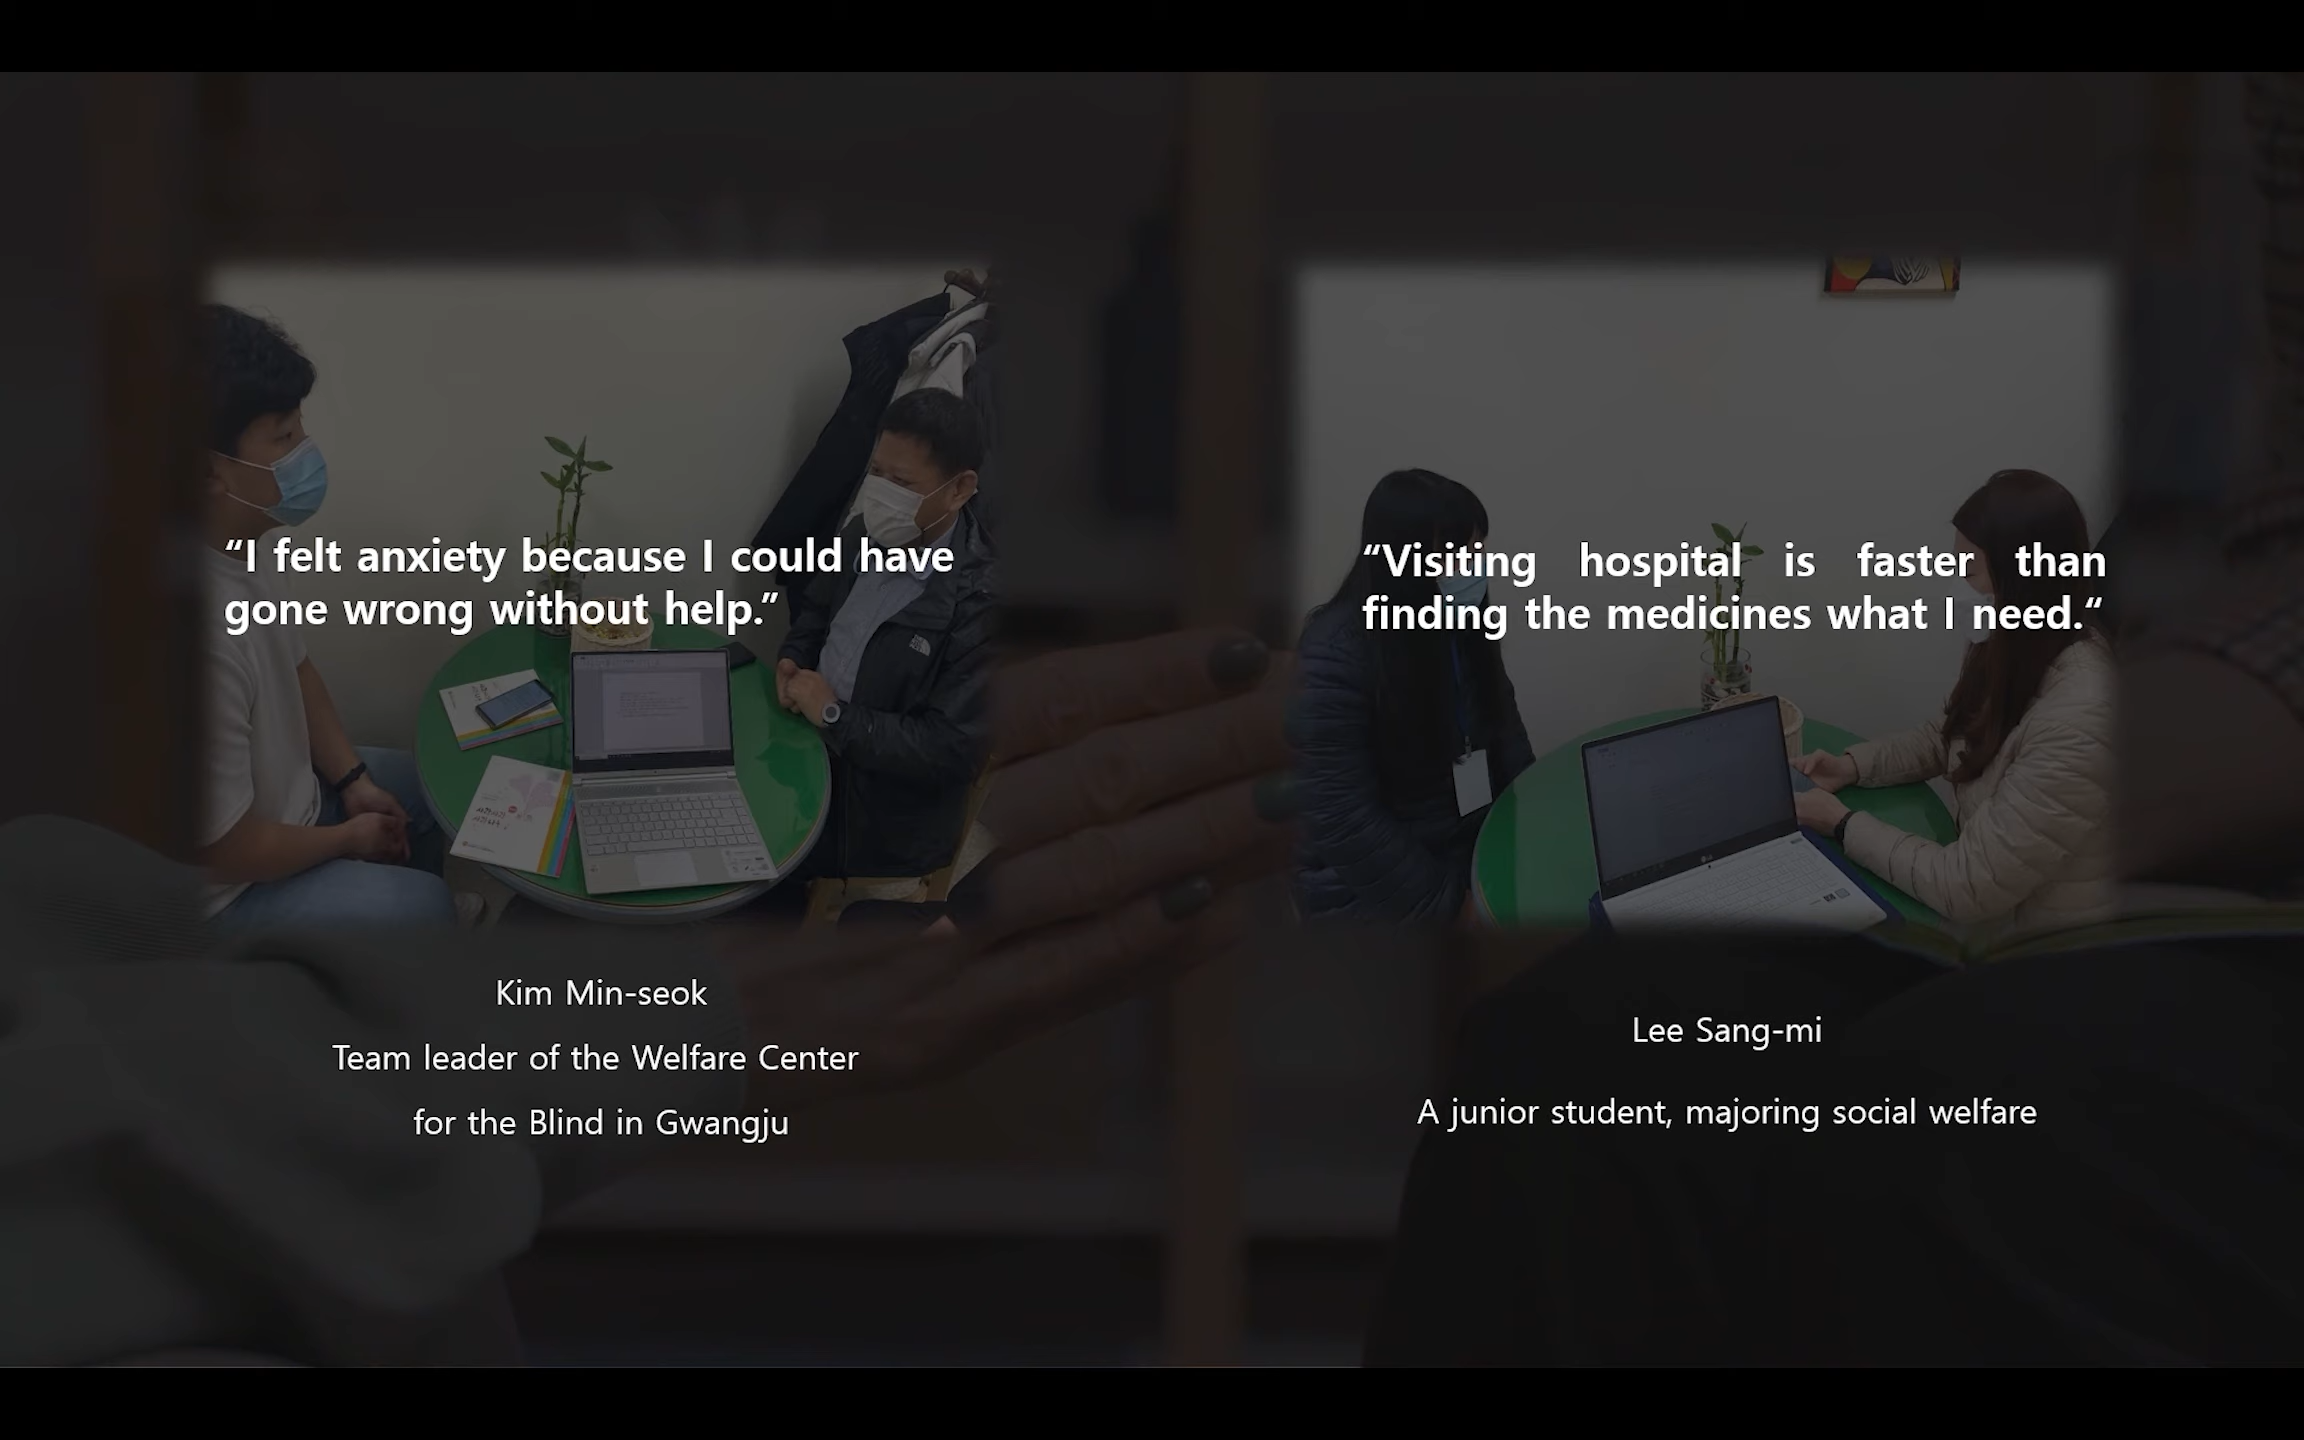 “I felt anxiety because I could have
gone wrong without help.”
Kim Min-seok
Team leader of the Welfare Center
for the Blind in Gwangju
“Visiting hospital is faster than
finding the medicines what I need.“
Lee Sang-mi
A junior student, majoring social welfare